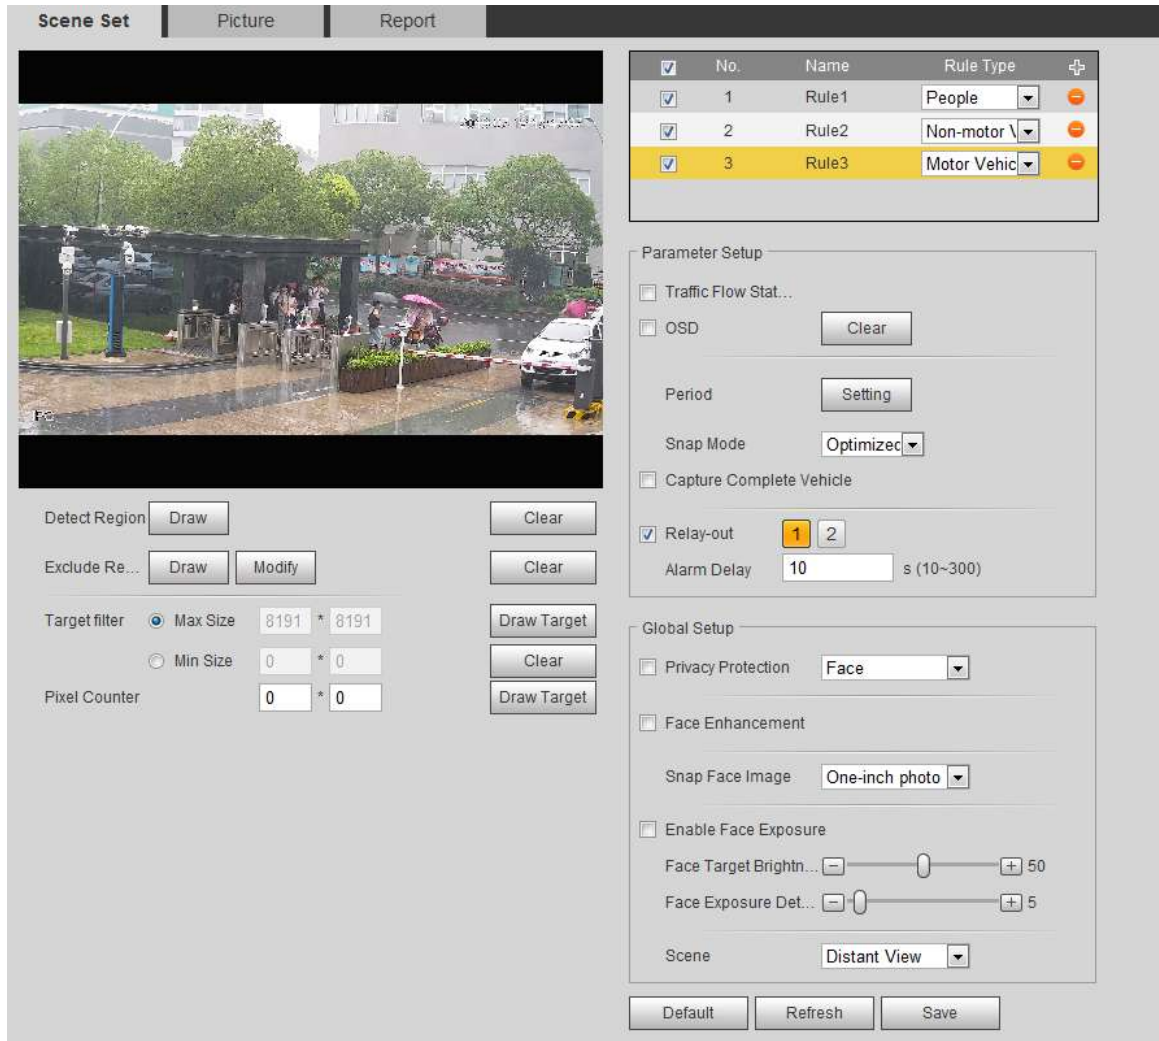 Scene Set Picture Report
No. Name Rule Type
1 Rule1 People
2 Rule2 Non-motor V
3 Rule3 Motor Vehic
Parameter Setup
Traffic Flow Stat...
OSD Clear
Period Setting
Snap Mode Optimized
Capture Complete Vehicle
Relay-out 1 2
Alarm Delay 10 s (10~300)
Detect Region Draw Clear
Exclude Re... Draw Modify Clear
Target filter Max Size 8191 * 8191 Draw Target
Min Size 0 * 0 Clear
Pixel Counter 0 * 0 Draw Target
Global Setup
Privacy Protection Face
Face Enhancement
Snap Face Image One-inch photo
Enable Face Exposure
Face Target Brightn... 50
Face Exposure Det... 5
Scene Distant View
Default Refresh Save